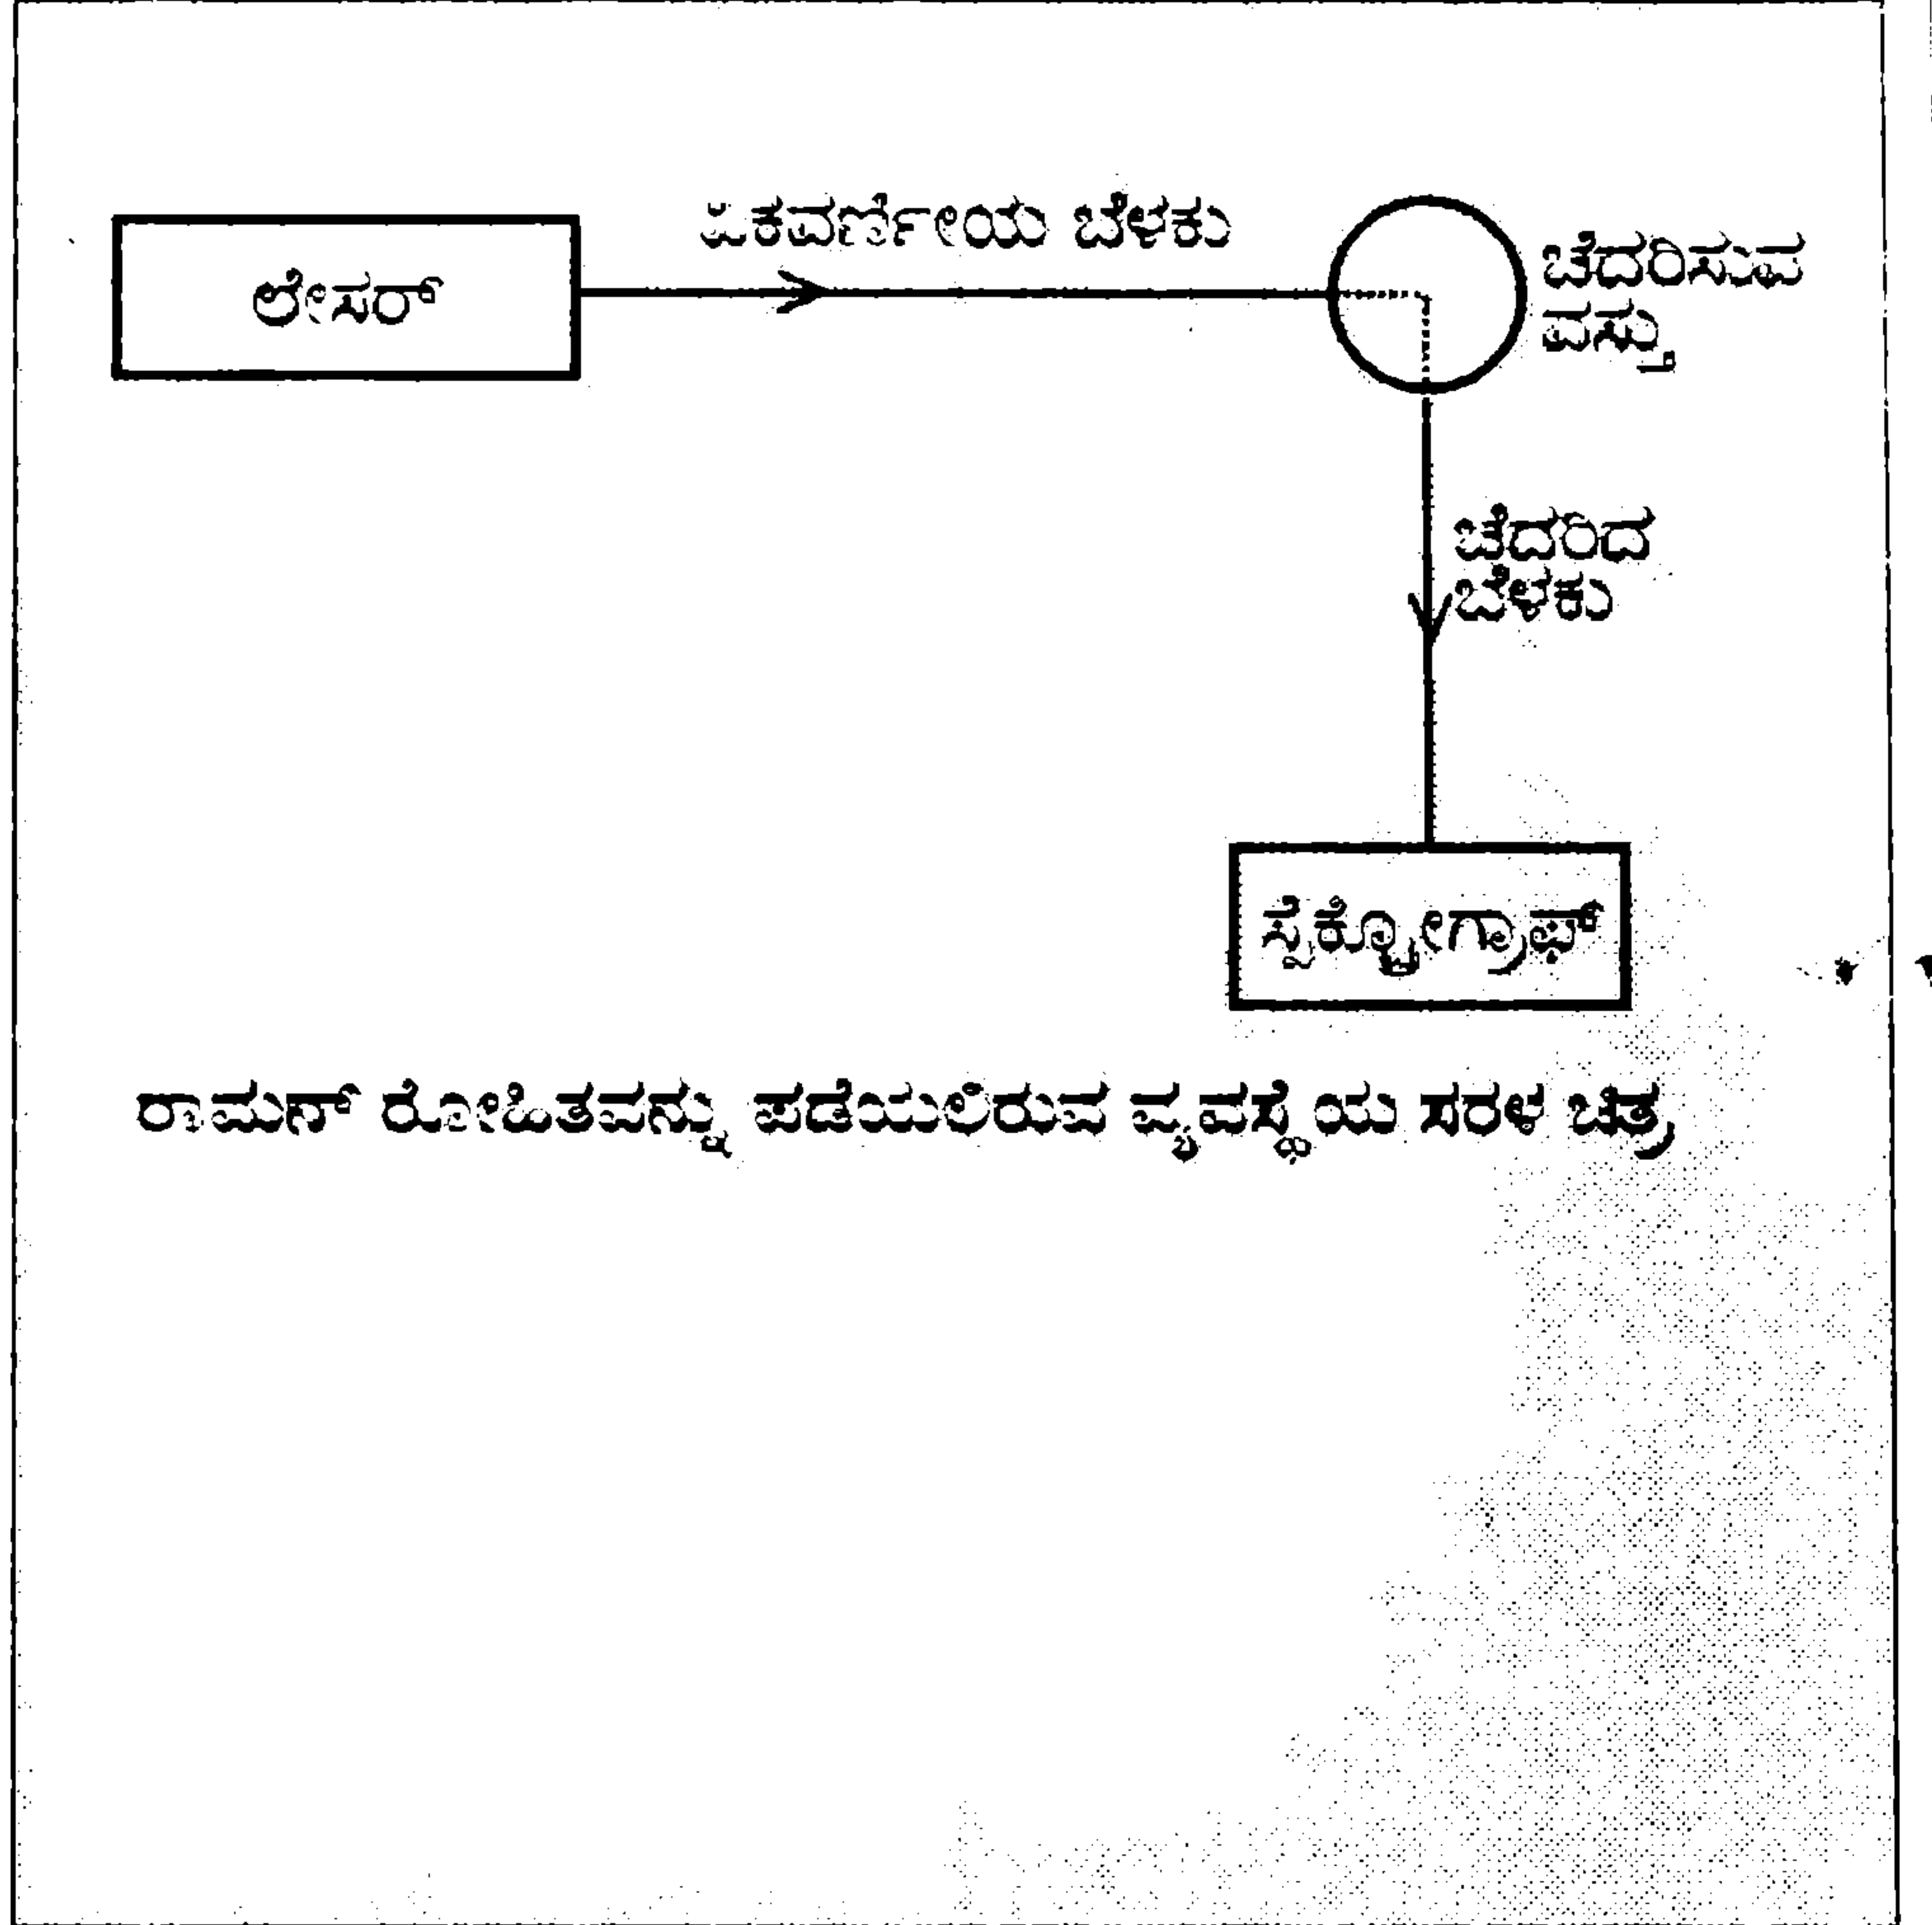 ಏಕವರ್ಣೀಯ ಬೆಳಕು
ಲೇಸರ್
ಚೆದರಿಸುವ
ವಸ್ತು
ಚೆದರಿದ
ಬೆಳಕು
ಸ್ಪೆಕ್ಟ್ರೋಗ್ರಾಫ್
ರಾಮನ್ ರೋಹಿತವನ್ನು ಪಡೆಯಲಿರುವ ವ್ಯವಸ್ಥೆಯ ಸರಳ ಚಿತ್ರ